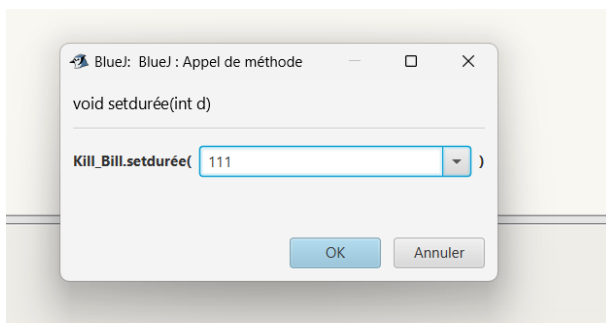 BlueJ: BlueJ : Appel de méthode
void setdurée(int d)
Kill_Bill.setdurée( 111 )
OK Annuler